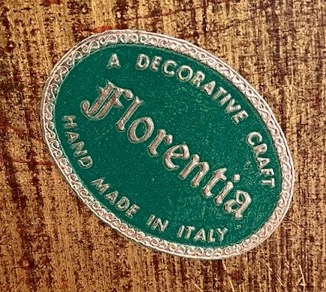 A DECORATIVE CRAFT
Florentia
HAND MADE IN ITALY